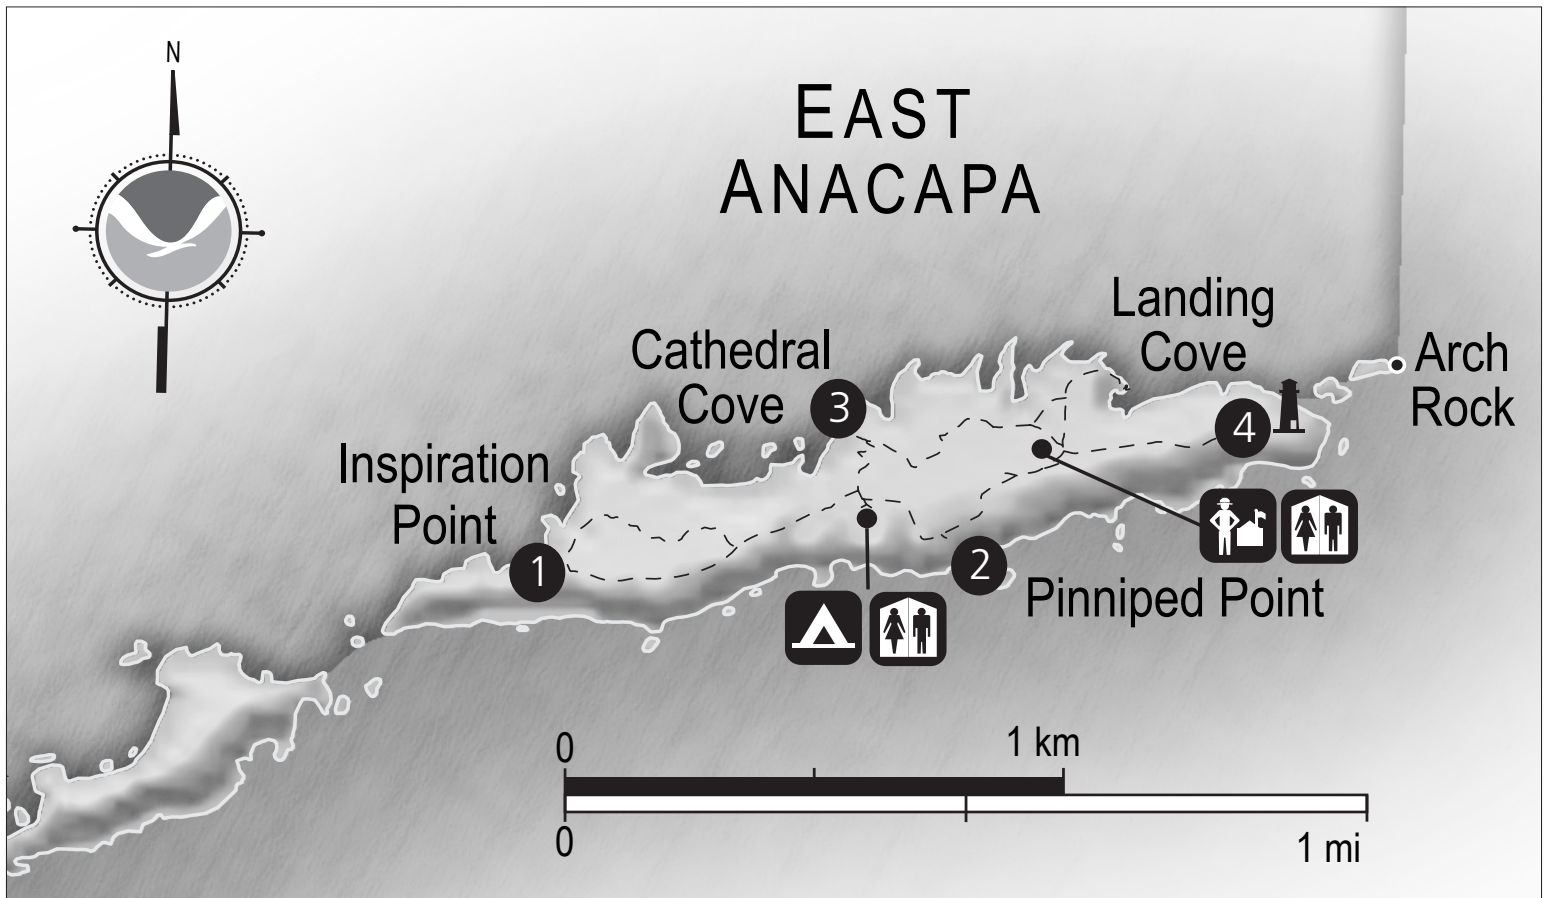 N
EAST
ANACAPA
Landing
Cove
Arch
Rock
Cathedral
Cove
3
4
Inspiration
Point
1
2
Pinniped Point
0
1 km
0
1 mi